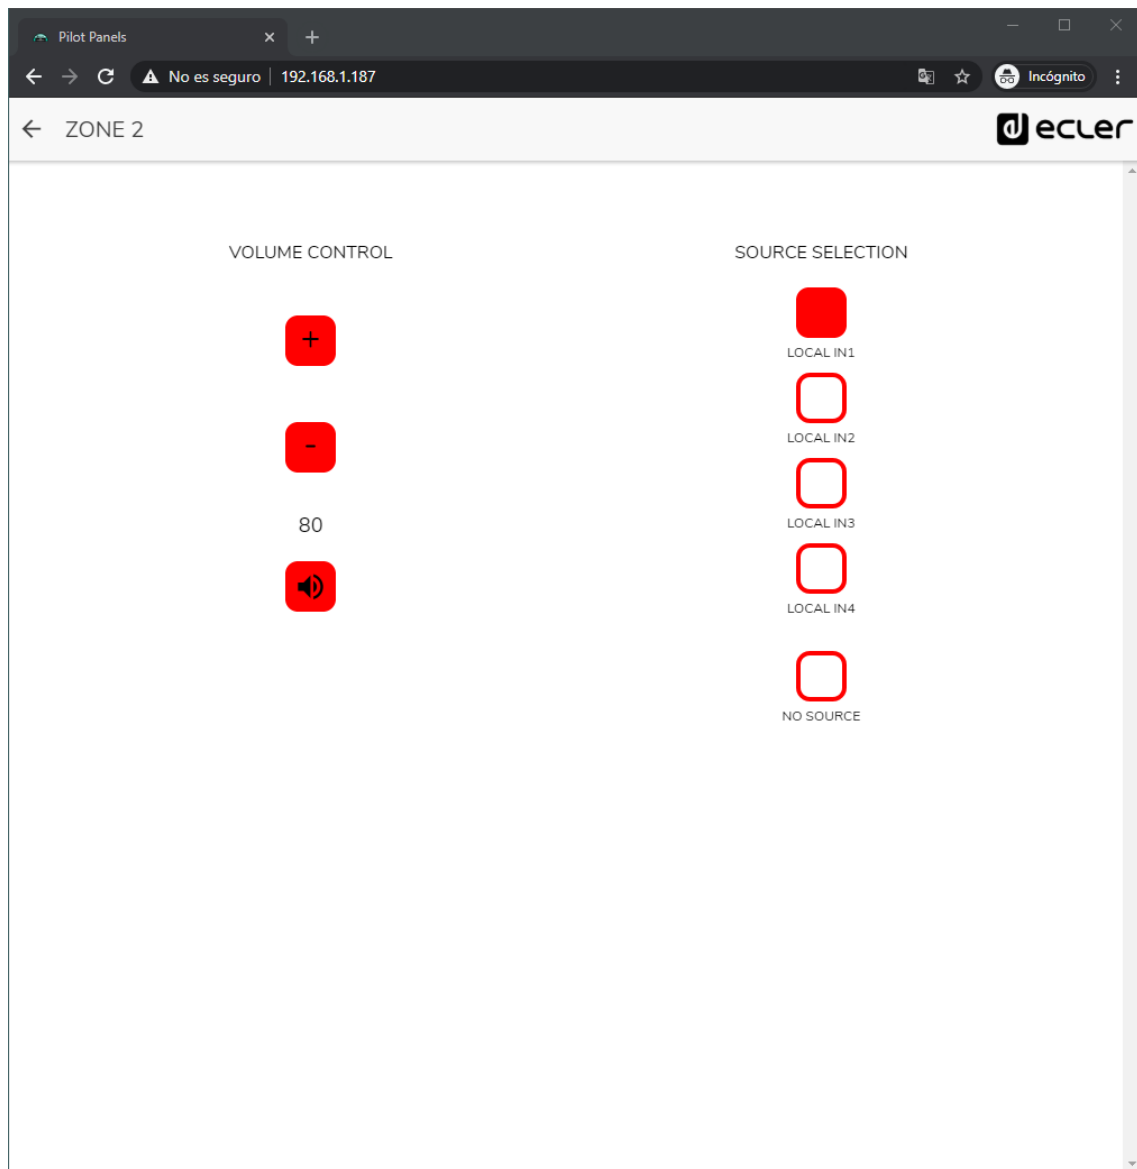 Pilot Panels
No es seguro | 192.168.1.187
Incógnito
ZONE 2
ecler
VOLUME CONTROL
+
-
80
SOURCE SELECTION
LOCAL IN1
LOCAL IN2
LOCAL IN3
LOCAL IN4
NO SOURCE